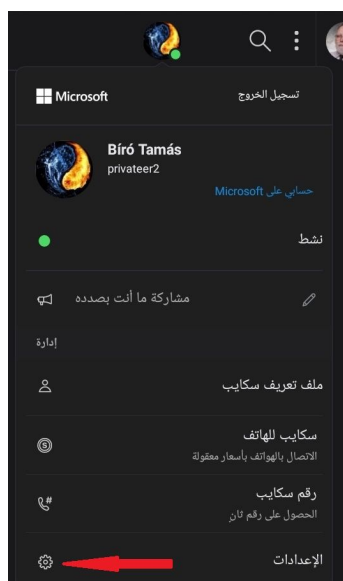 Microsoft
تسجيل الخروج
Bíró Tamás
privateer2
حسابي على Microsoft
نشط
مشاركة ما أنت بصدده
إدارة
ملف تعريف سكايب
سكايب للهاتف
الاتصال بالهواتف بأسعار معقولة
رقم سكايب
الحصول على رقم ثانٍ
الإعدادات